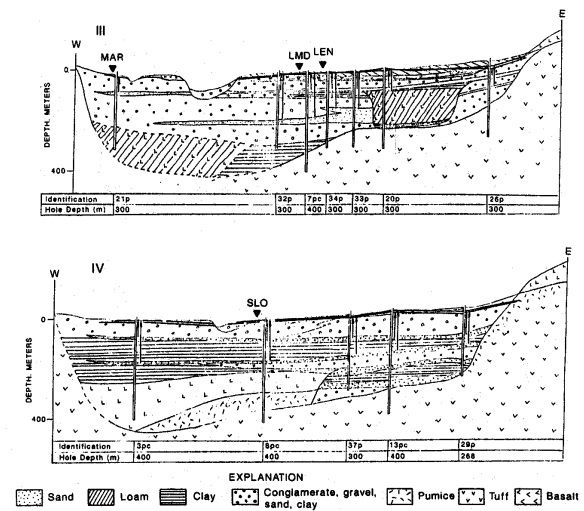 III
W
E
MAR
LMD
LEN
0
DEPTH, METERS
400
Identification 21p 32p 7pc 34p 33p 20p 26p
Hole Depth (m) 300 300 400 300 300 300 300
IV
W
E
SLO
0
DEPTH, METERS
400
Identification 3pc 8pc 37p 13pc 29p
Hole Depth (m) 400 400 300 400 268
EXPLANATION
Sand Loam Clay Conglamerate, gravel, sand, clay Pumice Tuff Basalt